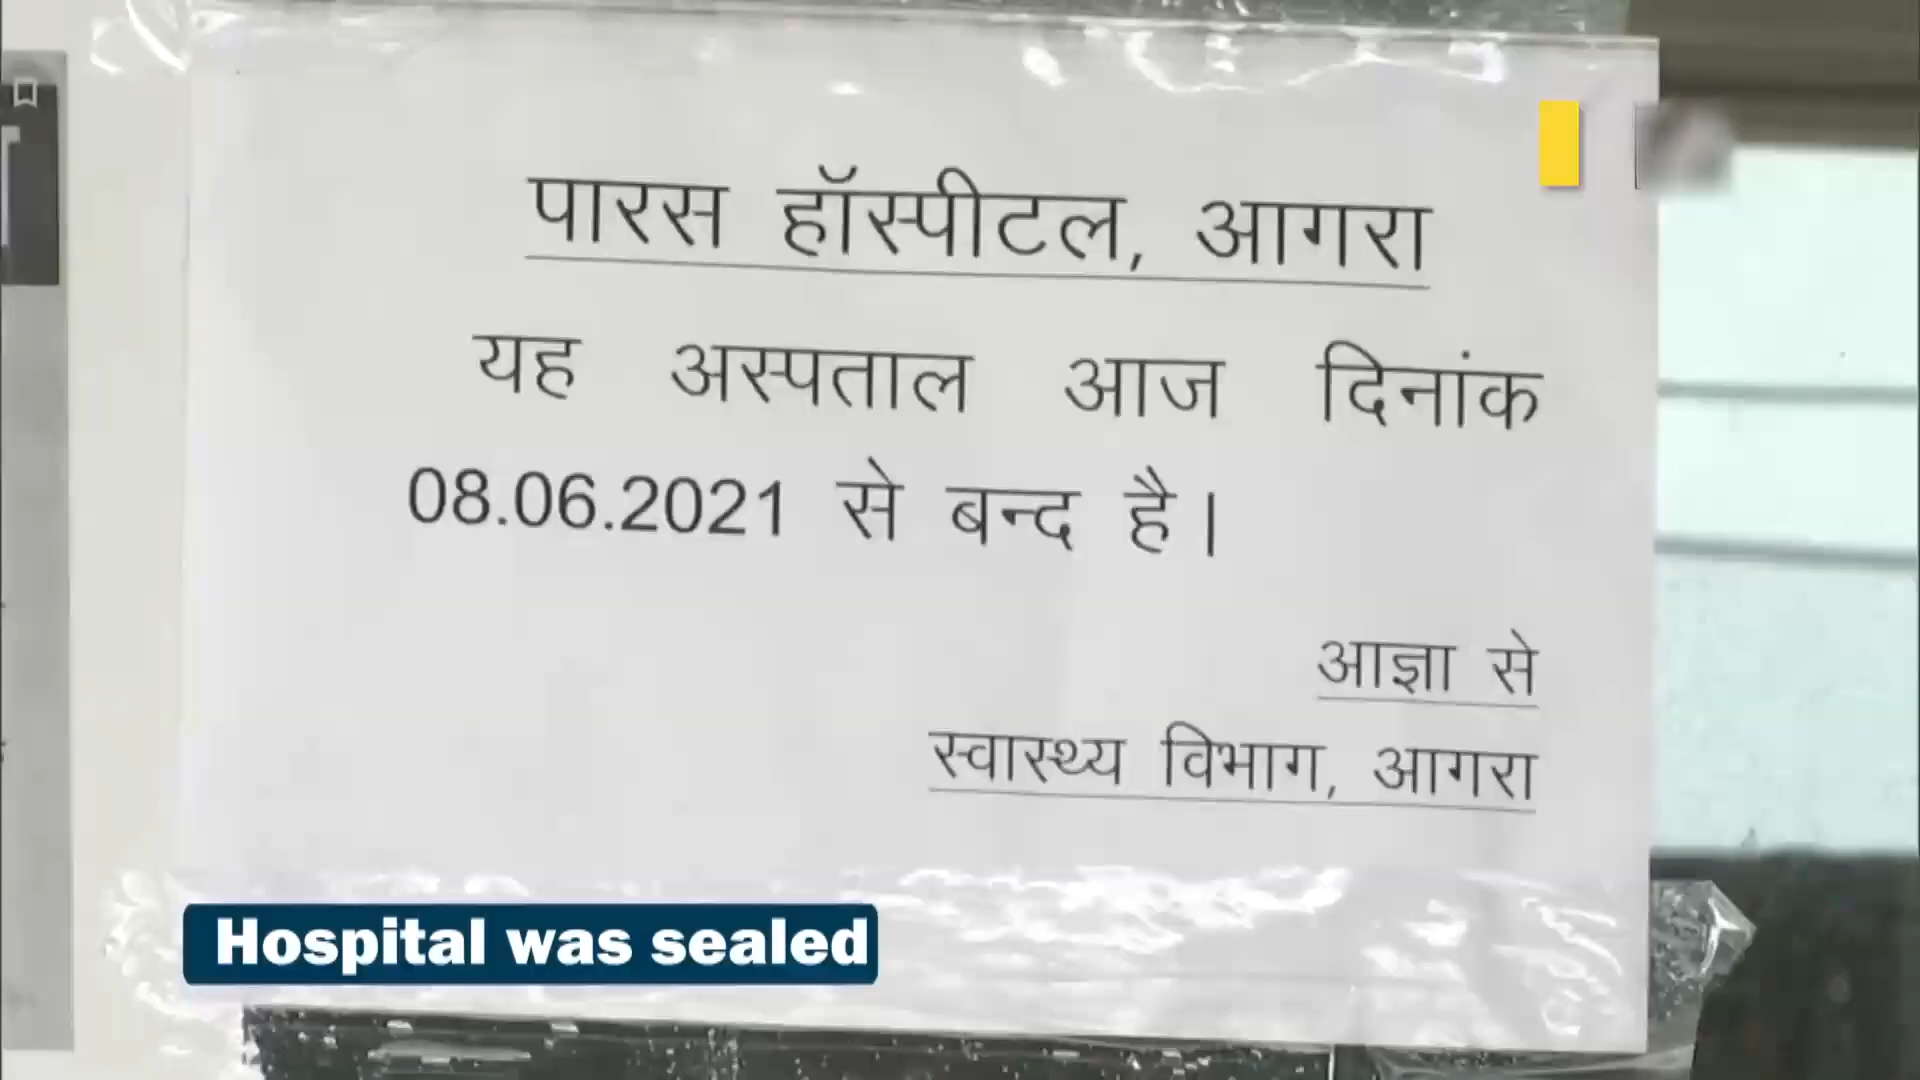 पारस हॉस्पीटल, आगरा
यह अस्पताल आज दिनांक
08.06.2021 से बन्द है।
आज्ञा से
स्वास्थ्य विभाग, आगरा
Hospital was sealed